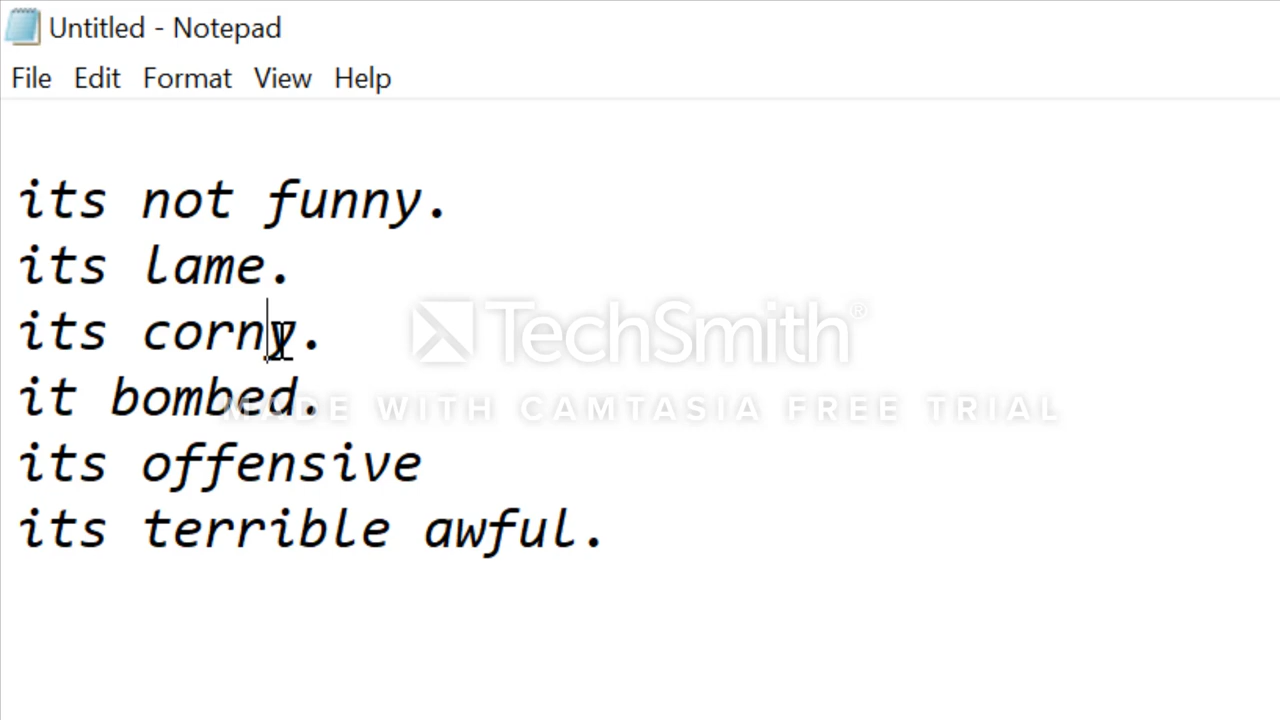 Untitled - Notepad
File Edit Format View Help
its not funny.
its lame.
its corny.
it bombed.
its offensive
its terrible awful.
TechSmith®
MADE WITH CAMTASIA FREE TRIAL